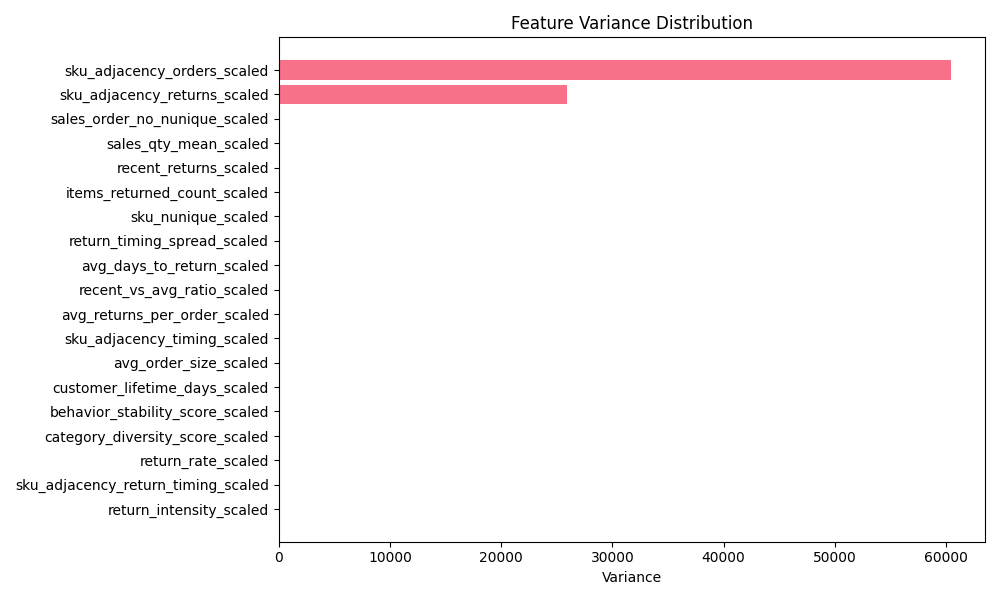 Feature Variance Distribution
sku_adjacency_orders_scaled
sku_adjacency_returns_scaled
sales_order_no_nunique_scaled
sales_qty_mean_scaled
recent_returns_scaled
items_returned_count_scaled
sku_nunique_scaled
return_timing_spread_scaled
avg_days_to_return_scaled
recent_vs_avg_ratio_scaled
avg_returns_per_order_scaled
sku_adjacency_timing_scaled
avg_order_size_scaled
customer_lifetime_days_scaled
behavior_stability_score_scaled
category_diversity_score_scaled
return_rate_scaled
sku_adjacency_return_timing_scaled
return_intensity_scaled
0 10000 20000 30000 40000 50000 60000
Variance